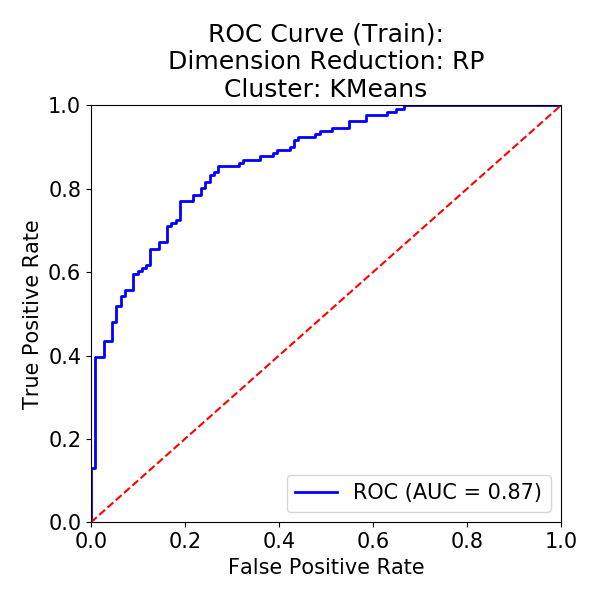 ROC Curve (Train):
Dimension Reduction: RP
Cluster: KMeans
1.0
0.8
0.6
0.4
0.2
0.0
True Positive Rate
ROC (AUC = 0.87)
0.0 0.2 0.4 0.6 0.8 1.0
False Positive Rate